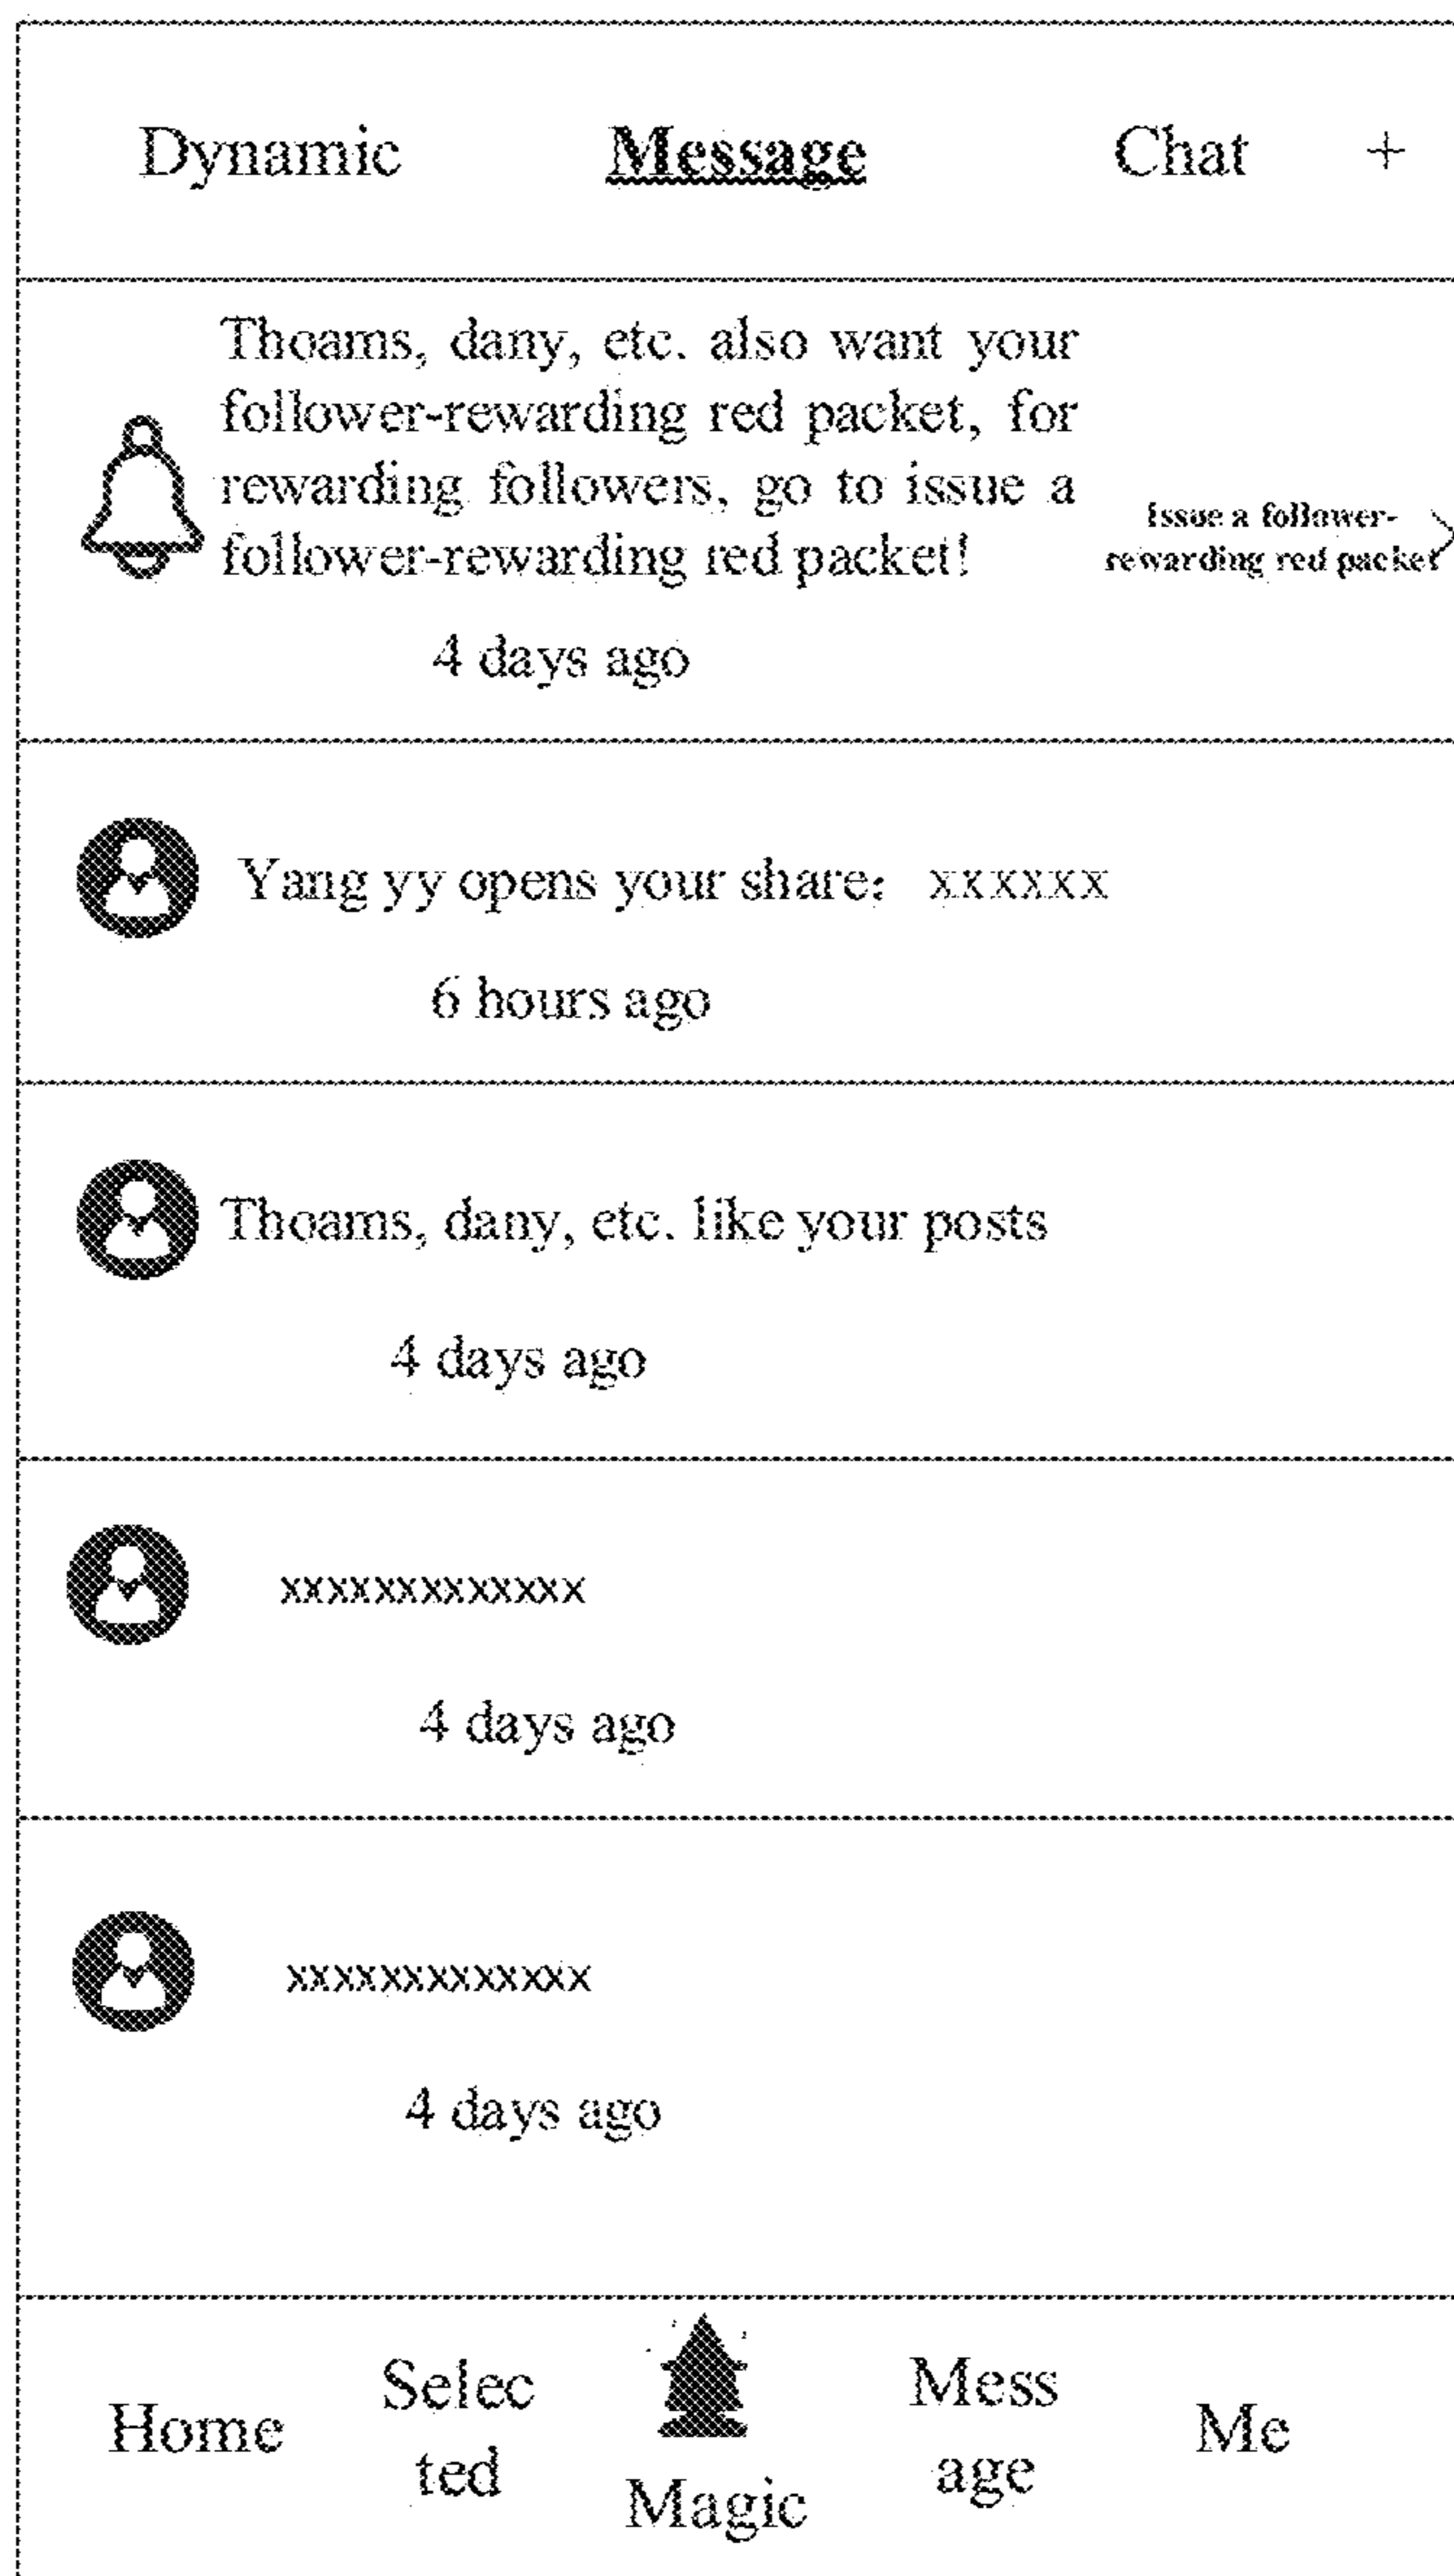 Dynamic Message Chat +
Thoams, dany, etc. also want your
follower-rewarding red packet, for
rewarding followers, go to issue a
follower-rewarding red packet!
Issue a follower-
rewarding red packet
4 days ago
Yang yy opens your share: xxxxxx
6 hours ago
Thoams, dany, etc. like your posts
4 days ago
xxxxxxxxxxxxx
4 days ago
xxxxxxxxxxxxx
4 days ago
Home
Selec
ted
Magic
Mess
age
Me